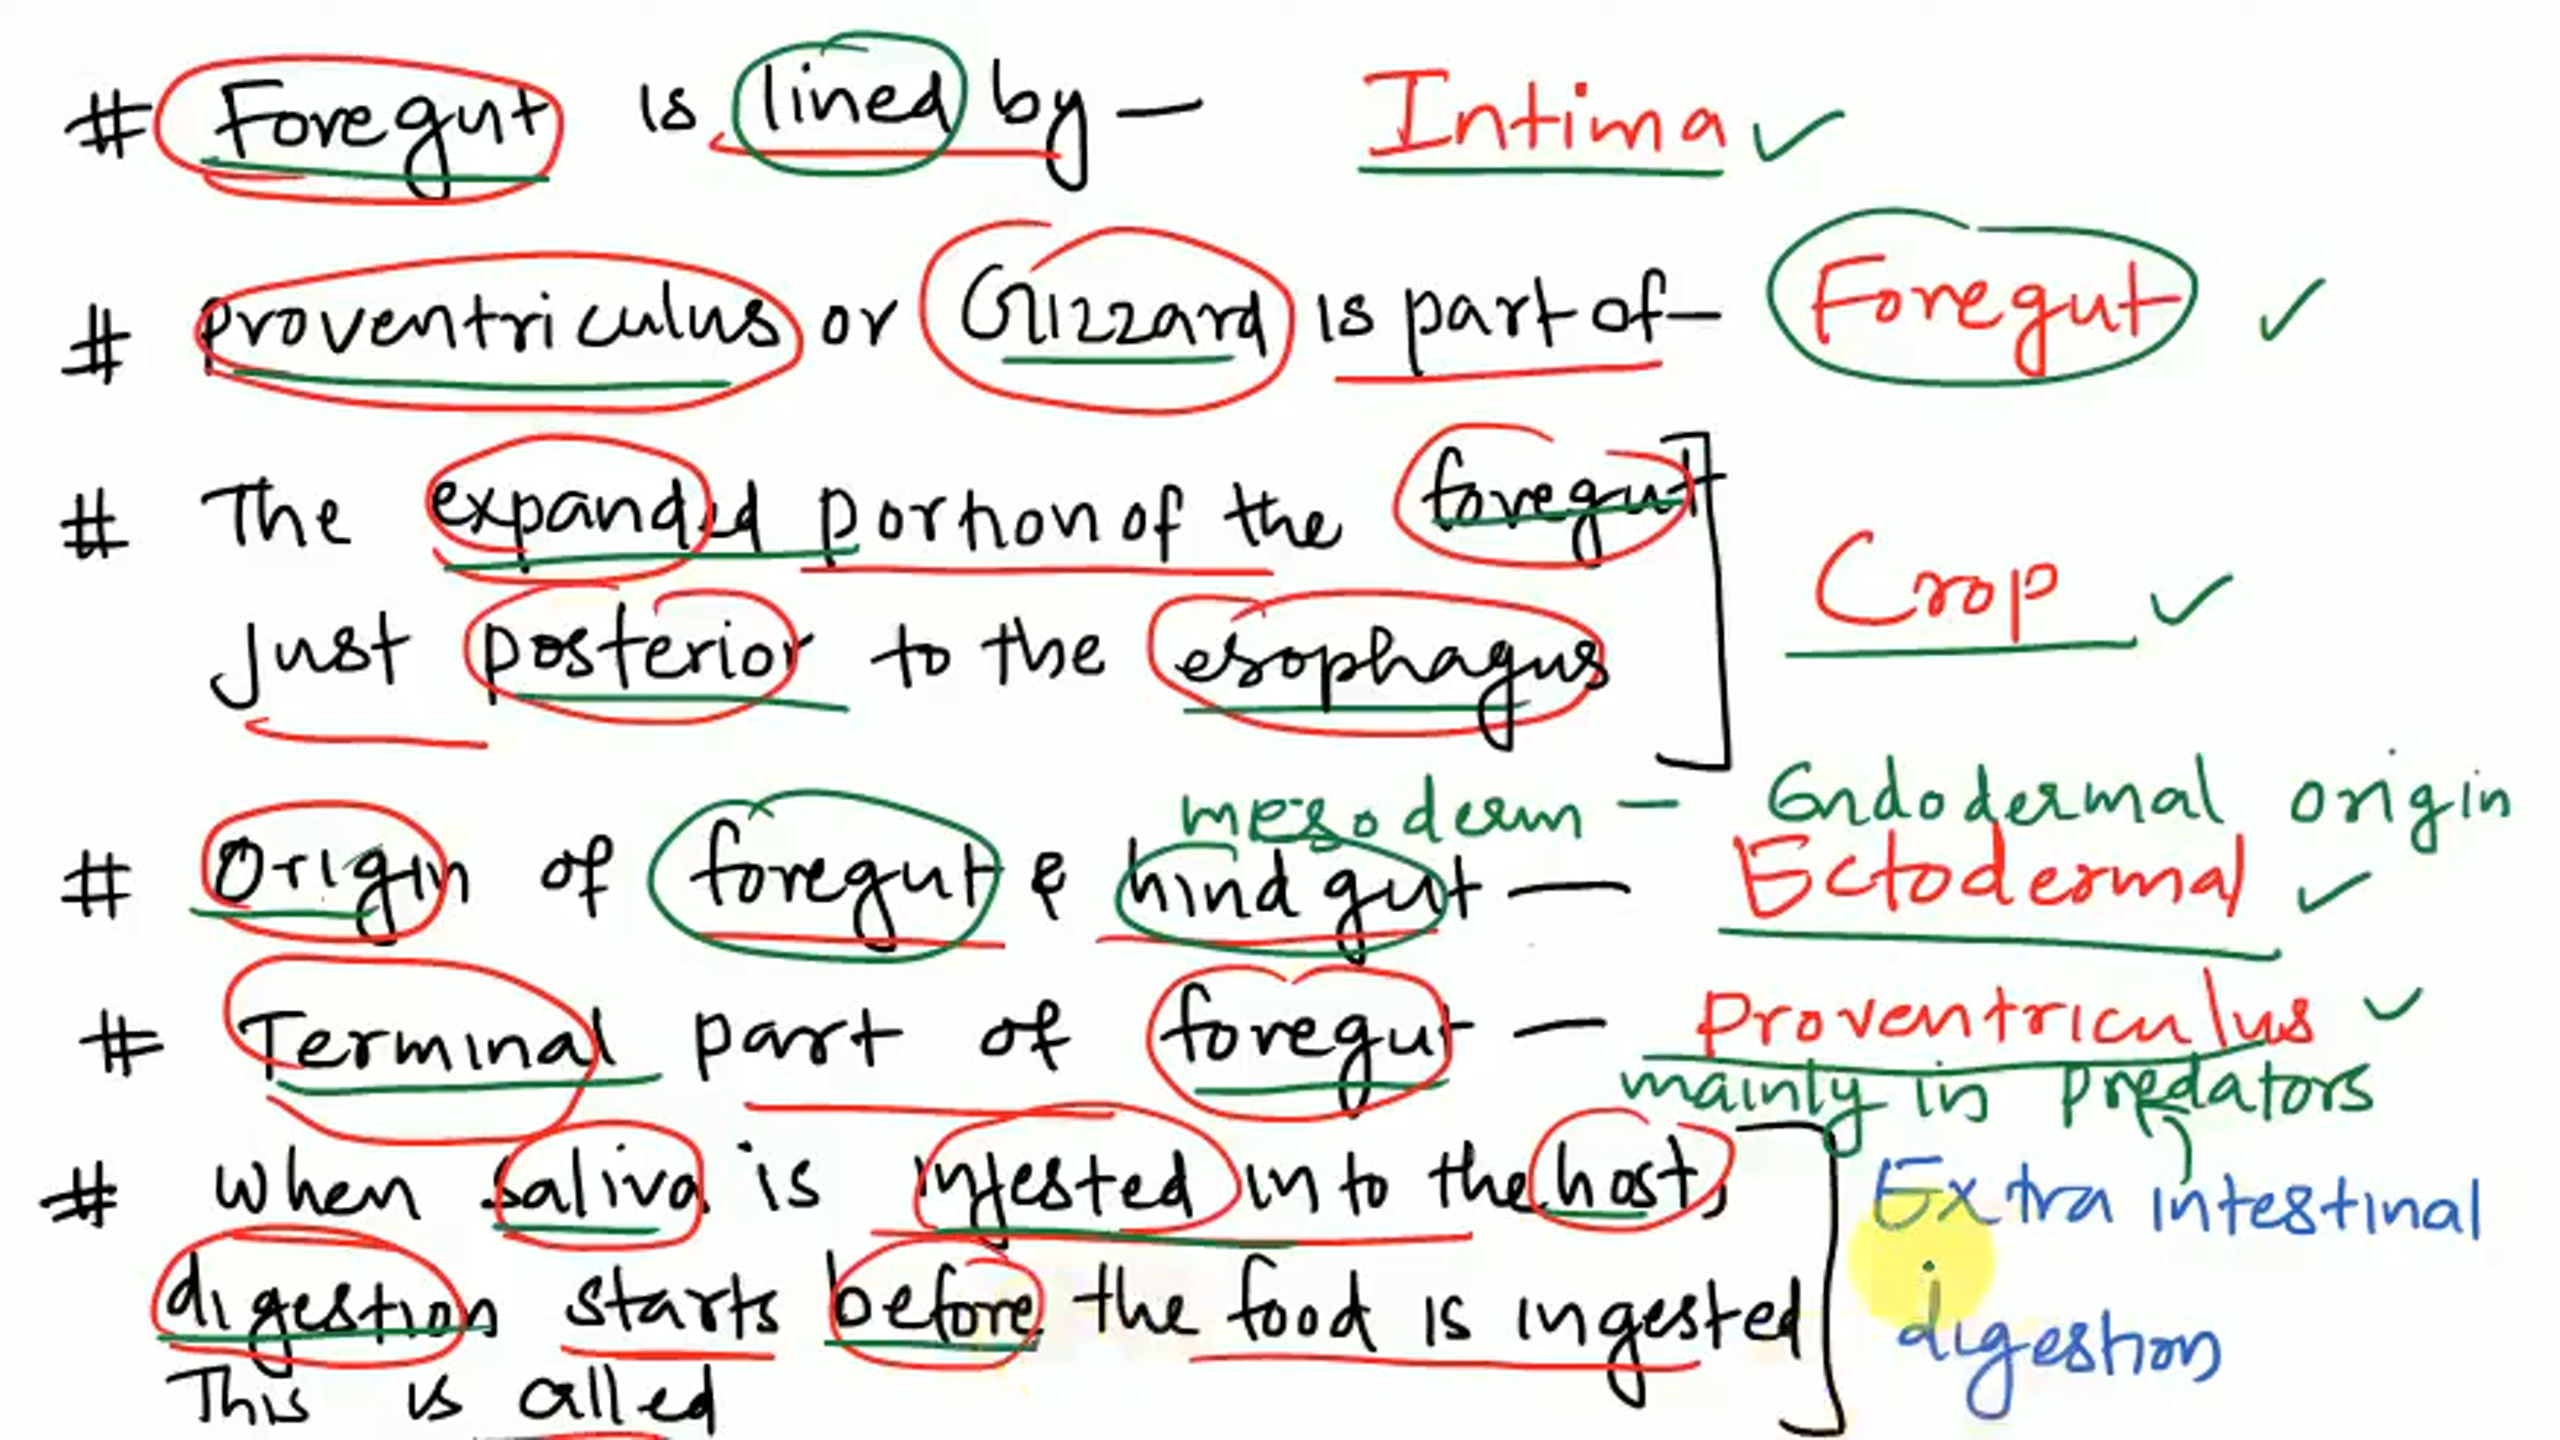 # Foregut is lined by — Intima ✓
# proventriculus or Gizzard is part of — Foregut ✓
# The expanded portion of the foregut
just posterior to the esophagus
Crop ✓
mesoderm — Endodermal origin
# Origin of foregut & hind gut — Ectodermal ✓
# Terminal part of foregut — proventriculus ✓
mainly in predators
# when saliva is injested into the host,
digestion starts before the food is ingested
This is called
Extra intestinal
digestion